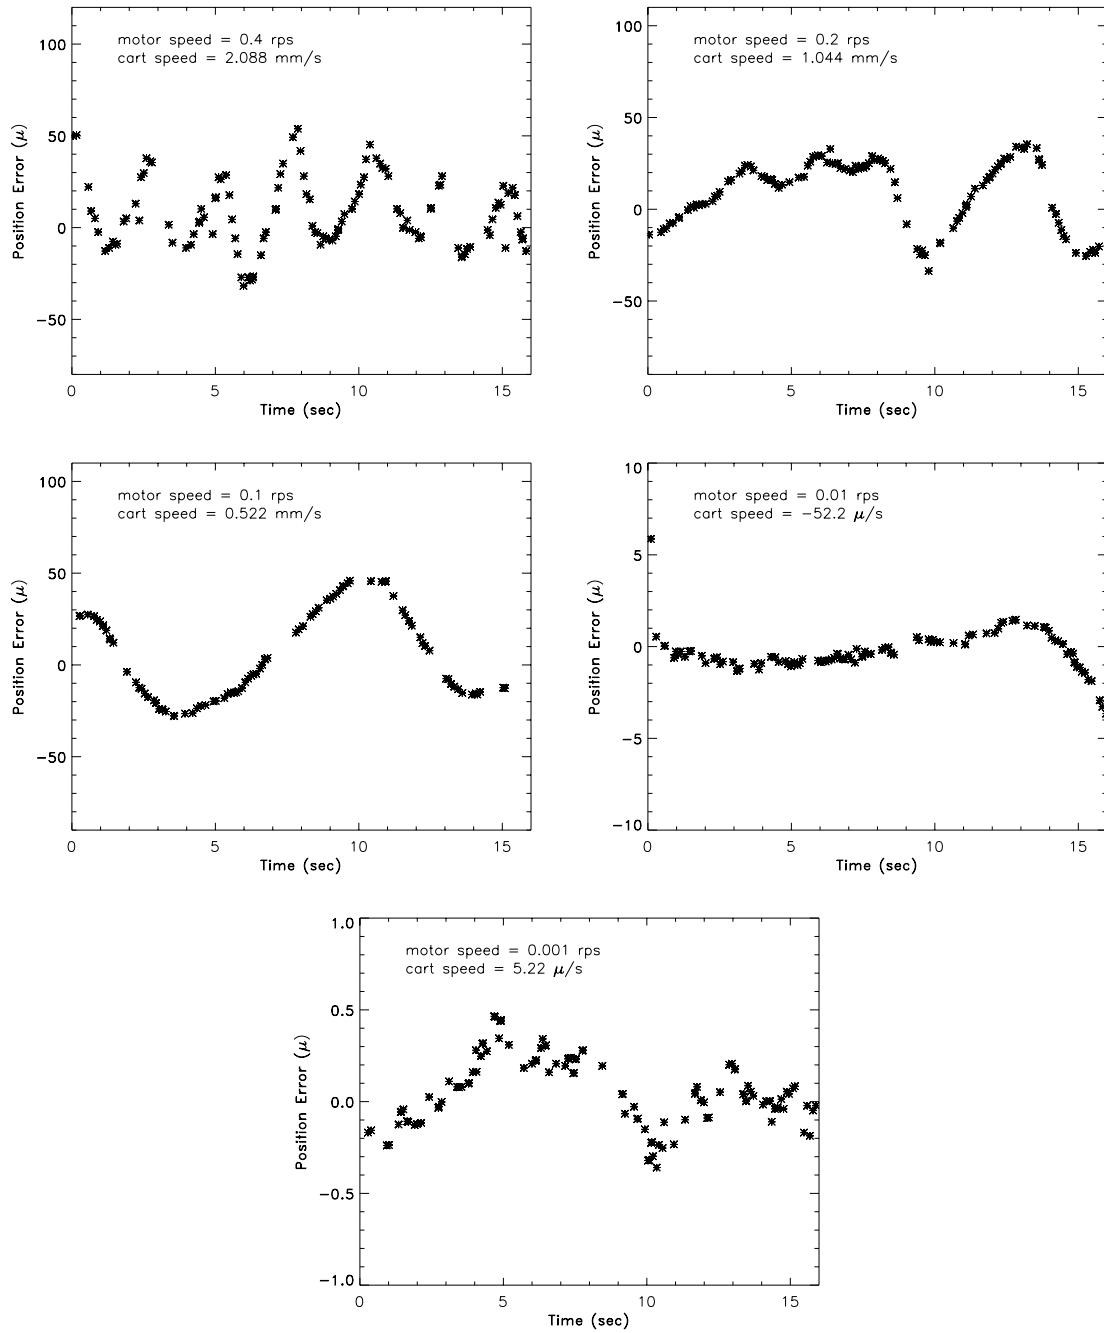 motor speed = 0.4 rps
cart speed = 2.088 mm/s
100
50
0
−50
Position Error (μ)
0
5
10
15
Time (sec)
motor speed = 0.2 rps
cart speed = 1.044 mm/s
100
50
0
−50
Position Error (μ)
0
5
10
15
Time (sec)
motor speed = 0.1 rps
cart speed = 0.522 mm/s
100
50
0
−50
Position Error (μ)
0
5
10
15
Time (sec)
motor speed = 0.01 rps
cart speed = −52.2 μ/s
10
5
0
−5
−10
Position Error (μ)
0
5
10
15
Time (sec)
motor speed = 0.001 rps
cart speed = 5.22 μ/s
1.0
0.5
0.0
−0.5
−1.0
Position Error (μ)
0
5
10
15
Time (sec)